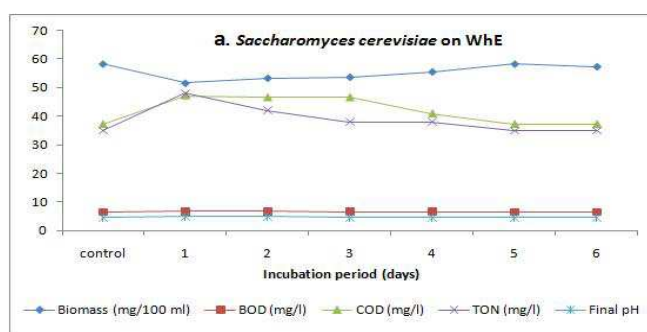 a. Saccharomyces cerevisiae on WhE
70
60
50
40
30
20
10
0
control 1 2 3 4 5 6
Incubation period (days)
Biomass (mg/100 ml) BOD (mg/l) COD (mg/l) TON (mg/l) Final pH